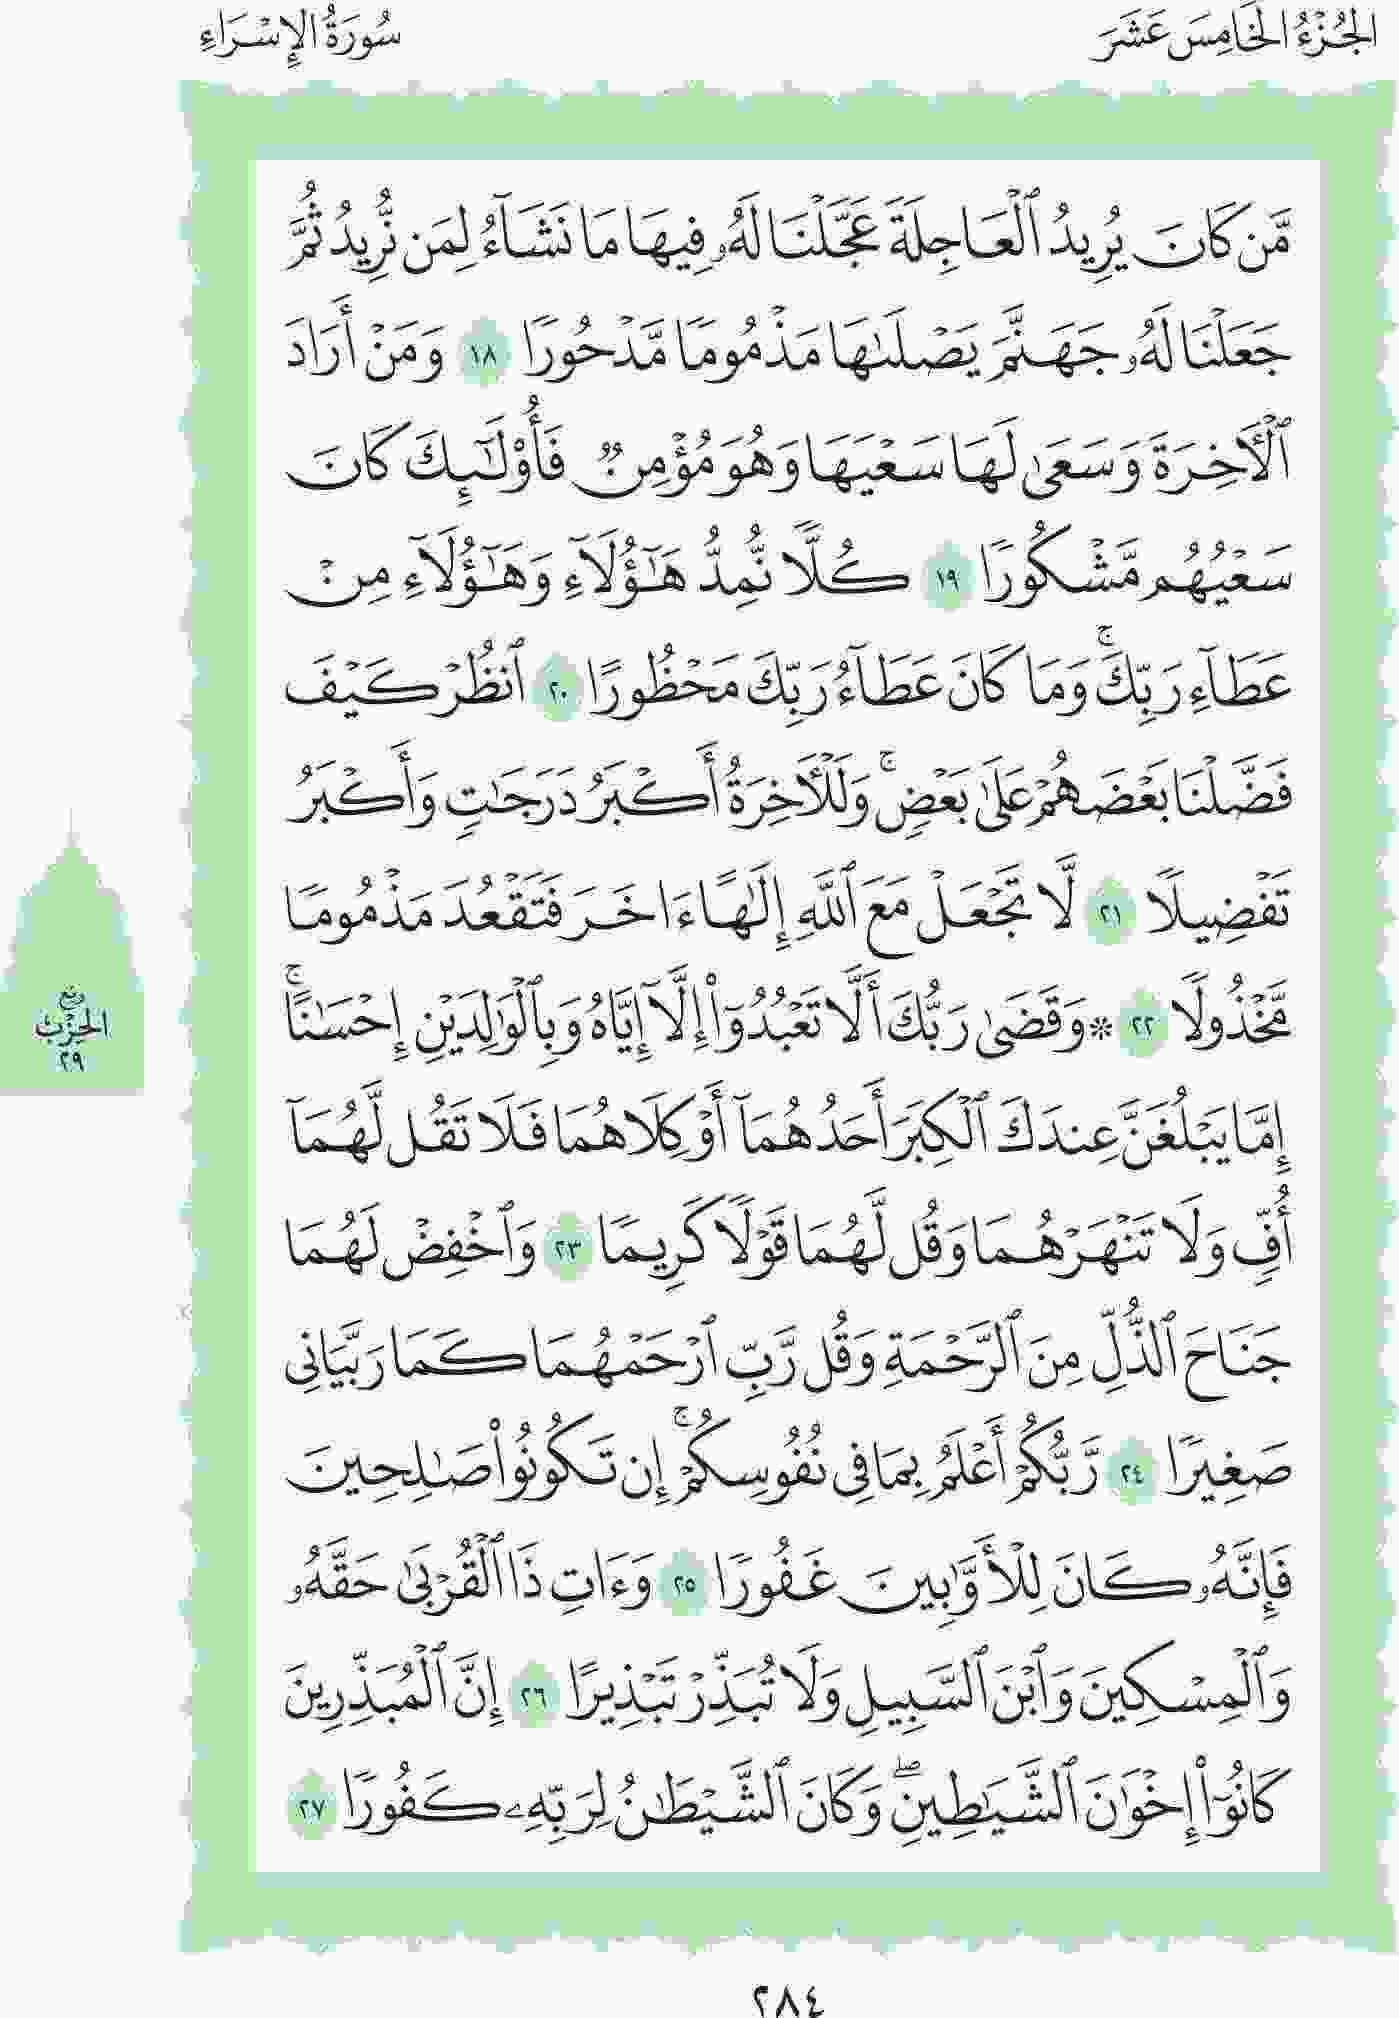 الجُزْءُ الخَامِسَ عَشَرَ
سُورَةُ الإِسْرَاءِ
مَّن كَانَ يُرِيدُ ٱلْعَاجِلَةَ عَجَّلْنَا لَهُۥ فِيهَا مَا نَشَآءُ لِمَن نُّرِيدُ ثُمَّ
جَعَلْنَا لَهُۥ جَهَنَّمَ يَصْلَىٰهَا مَذْمُومًا مَّدْحُورًا ١٨ وَمَنْ أَرَادَ
ٱلْءَاخِرَةَ وَسَعَىٰ لَهَا سَعْيَهَا وَهُوَ مُؤْمِنٌ فَأُو۟لَـٰٓئِكَ كَانَ
سَعْيُهُم مَّشْكُورًا ١٩ كُلًّا نُّمِدُّ هَـٰٓؤُلَآءِ وَهَـٰٓؤُلَآءِ مِنْ
عَطَآءِ رَبِّكَ ۚ وَمَا كَانَ عَطَآءُ رَبِّكَ مَحْظُورًا ٢٠ ٱنظُرْ كَيْفَ
فَضَّلْنَا بَعْضَهُمْ عَلَىٰ بَعْضٍ ۚ وَلَلْءَاخِرَةُ أَكْبَرُ دَرَجَـٰتٍ وَأَكْبَرُ
تَفْضِيلًا ٢١ لَّا تَجْعَلْ مَعَ ٱللَّهِ إِلَـٰهًا ءَاخَرَ فَتَقْعُدَ مَذْمُومًا
مَّخْذُولًا ٢٢ ۞ وَقَضَىٰ رَبُّكَ أَلَّا تَعْبُدُوٓا۟ إِلَّآ إِيَّاهُ وَبِٱلْوَٰلِدَيْنِ إِحْسَـٰنًا ۚ
إِمَّا يَبْلُغَنَّ عِندَكَ ٱلْكِبَرَ أَحَدُهُمَآ أَوْ كِلَاهُمَا فَلَا تَقُل لَّهُمَآ
أُفٍّ وَلَا تَنْهَرْهُمَا وَقُل لَّهُمَا قَوْلًا كَرِيمًا ٢٣ وَٱخْفِضْ لَهُمَا
جَنَاحَ ٱلذُّلِّ مِنَ ٱلرَّحْمَةِ وَقُل رَّبِّ ٱرْحَمْهُمَا كَمَا رَبَّيَانِى
صَغِيرًا ٢٤ رَّبُّكُمْ أَعْلَمُ بِمَا فِى نُفُوسِكُمْ ۚ إِن تَكُونُوا۟ صَـٰلِحِينَ
فَإِنَّهُۥ كَانَ لِلْأَوَّٰبِينَ غَفُورًا ٢٥ وَءَاتِ ذَا ٱلْقُرْبَىٰ حَقَّهُۥ
وَٱلْمِسْكِينَ وَٱبْنَ ٱلسَّبِيلِ وَلَا تُبَذِّرْ تَبْذِيرًا ٢٦ إِنَّ ٱلْمُبَذِّرِينَ
كَانُوٓا۟ إِخْوَٰنَ ٱلشَّيَـٰطِينِ ۖ وَكَانَ ٱلشَّيْطَـٰنُ لِرَبِّهِۦ كَفُورًا ٢٧
ربع
الحزب
٢٩
٢٨٤